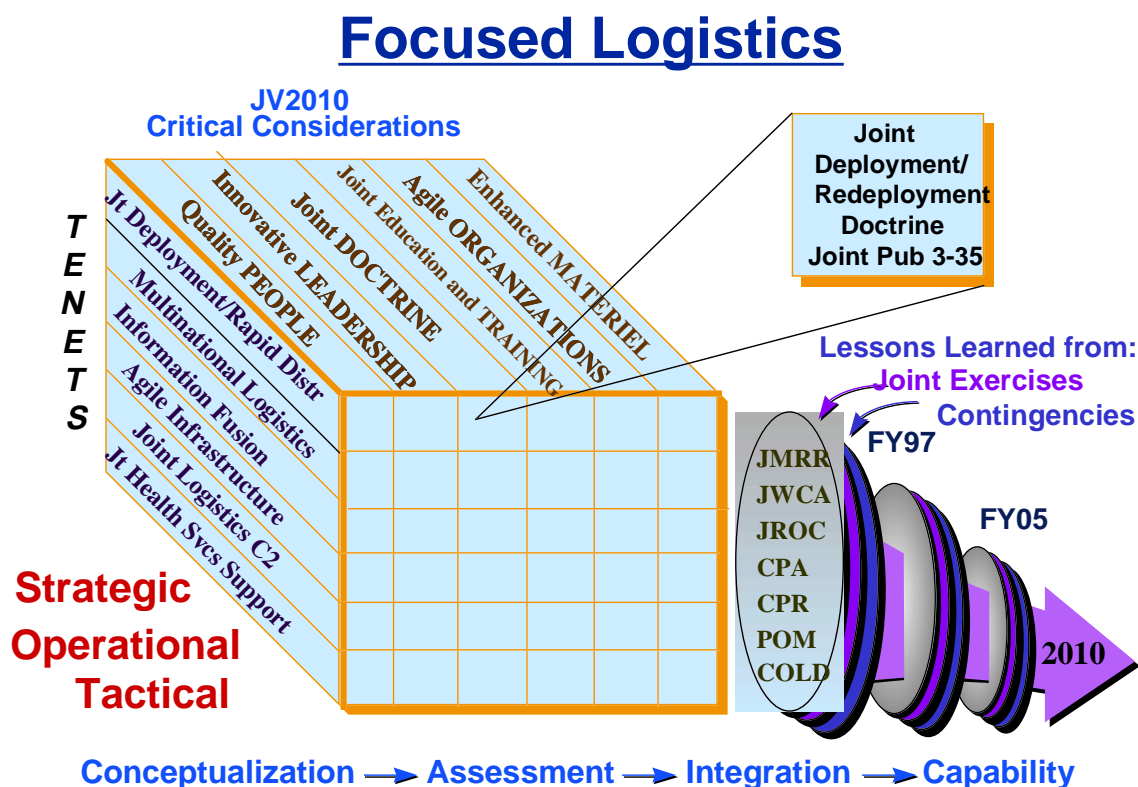 Focused Logistics
JV2010
Critical Considerations
Joint
Deployment/
Redeployment
Doctrine
Joint Pub 3-35
TENETS
Quality PEOPLE
Innovative LEADERSHIP
Joint DOCTRINE
Joint Education and TRAINING
Agile ORGANIZATIONS
Enhanced MATERIEL
Jt Deployment/Rapid Distr
Multinational Logistics
Information Fusion
Agile Infrastructure
Joint Logistics C2
Jt Health Svcs Support
Lessons Learned from:
Joint Exercises
Contingencies
FY97
JMRR
JWCA
JROC
CPA
CPR
POM
COLD
FY05
2010
Strategic
Operational
Tactical
Conceptualization Assessment Integration Capability